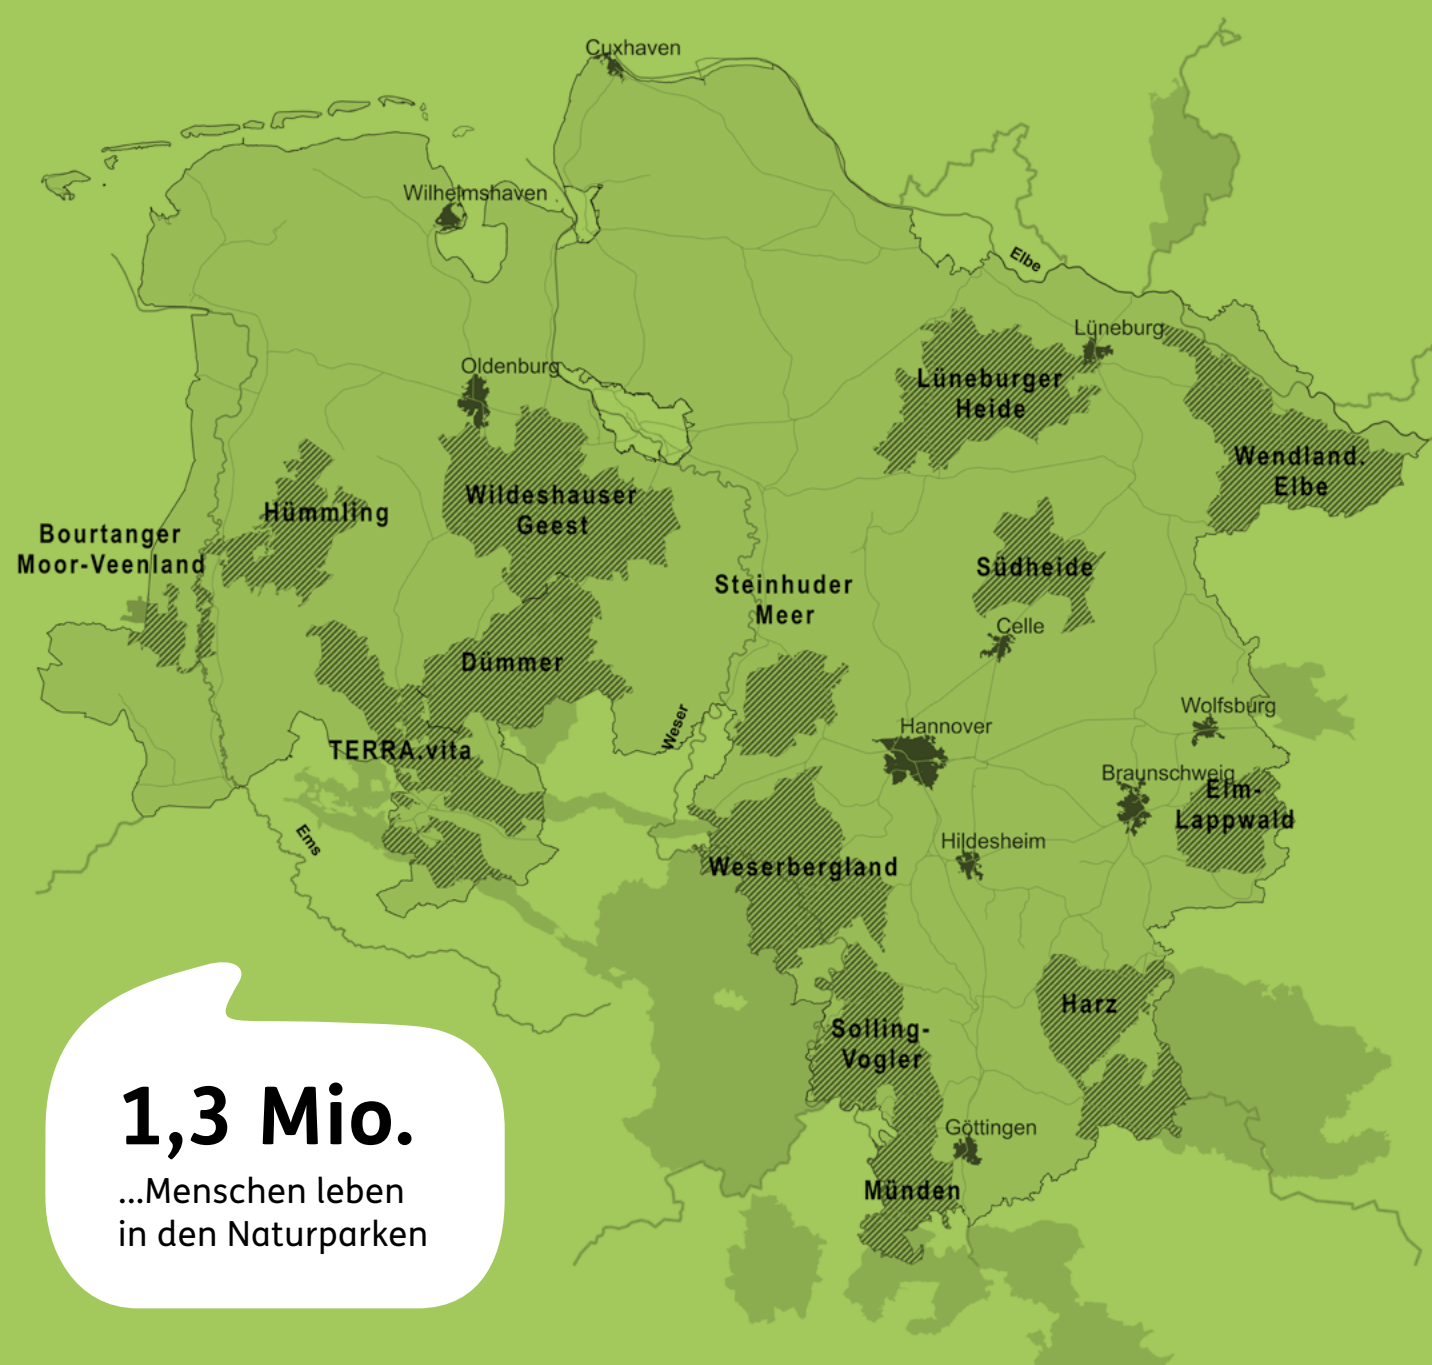 Cuxhaven
Wilhelmshaven
Elbe
Lüneburg
Oldenburg
Lüneburger
Heide
Wendland.
Elbe
Wildeshauser
Geest
Hümmling
Bourtanger
Moor-Veenland
Südheide
Steinhuder
Meer
Celle
Dümmer
Wolfsburg
Weser
Hannover
TERRA.vita
Braunschweig
Elm-
Lappwald
Ems
Hildesheim
Weserbergland
Harz
Solling-
Vogler
Göttingen
Münden
1,3 Mio.
...Menschen leben
in den Naturparken